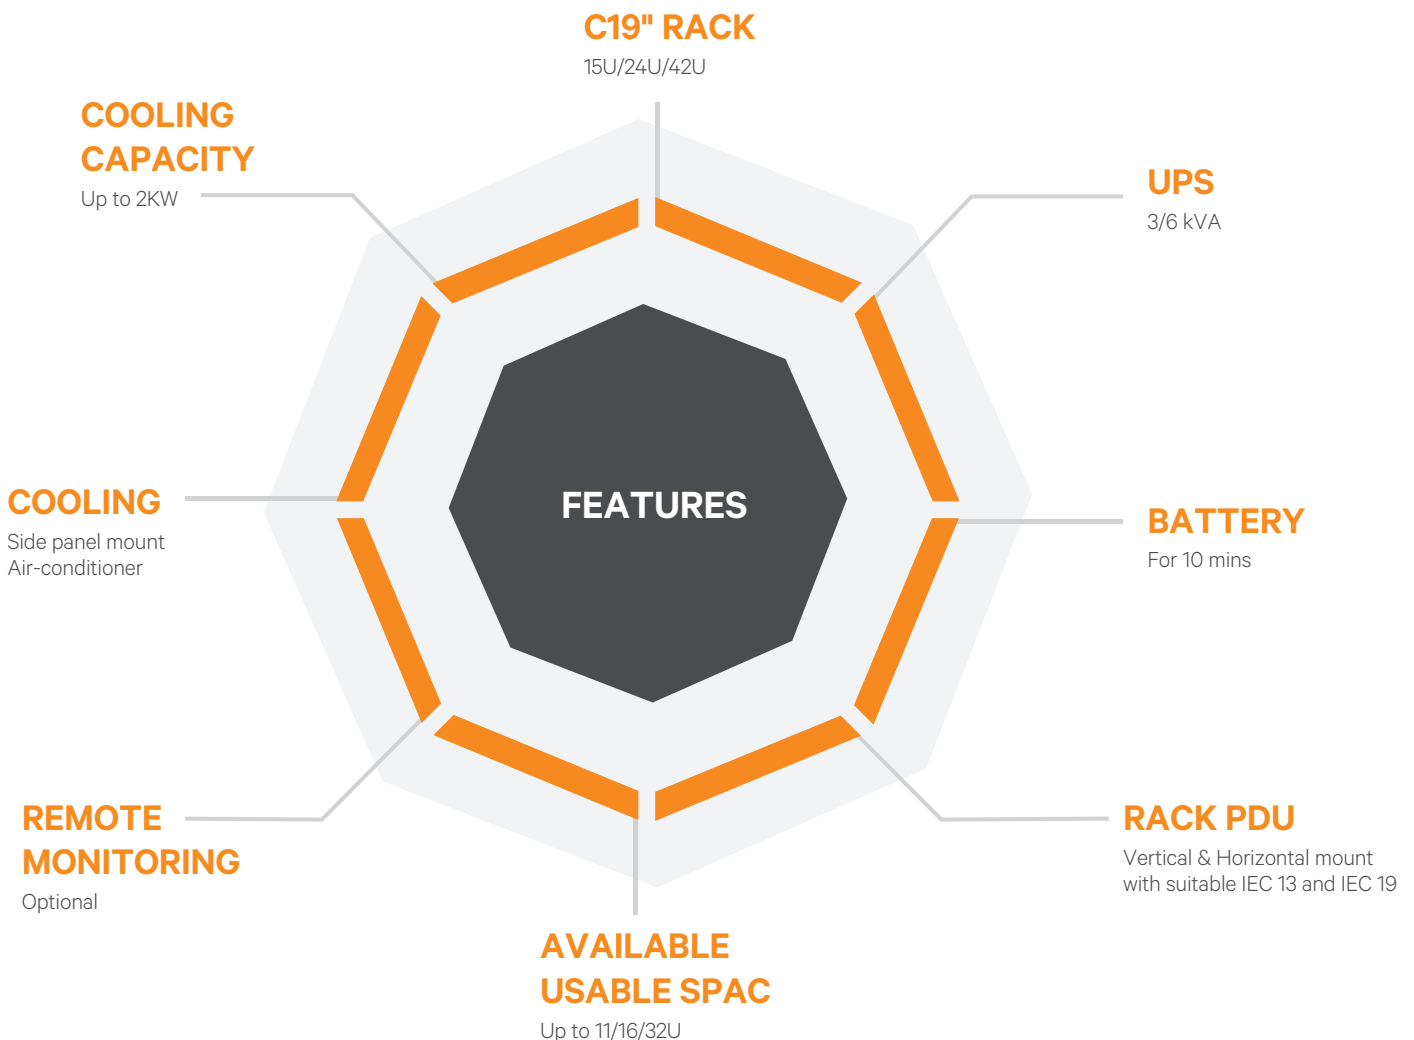 C19" RACK
15U/24U/42U
COOLING
CAPACITY
Up to 2KW
UPS
3/6 kVA
FEATURES
COOLING
Side panel mount
Air-conditioner
BATTERY
For 10 mins
REMOTE
MONITORING
Optional
RACK PDU
Vertical & Horizontal mount
with suitable IEC 13 and IEC 19
AVAILABLE
USABLE SPAC
Up to 11/16/32U